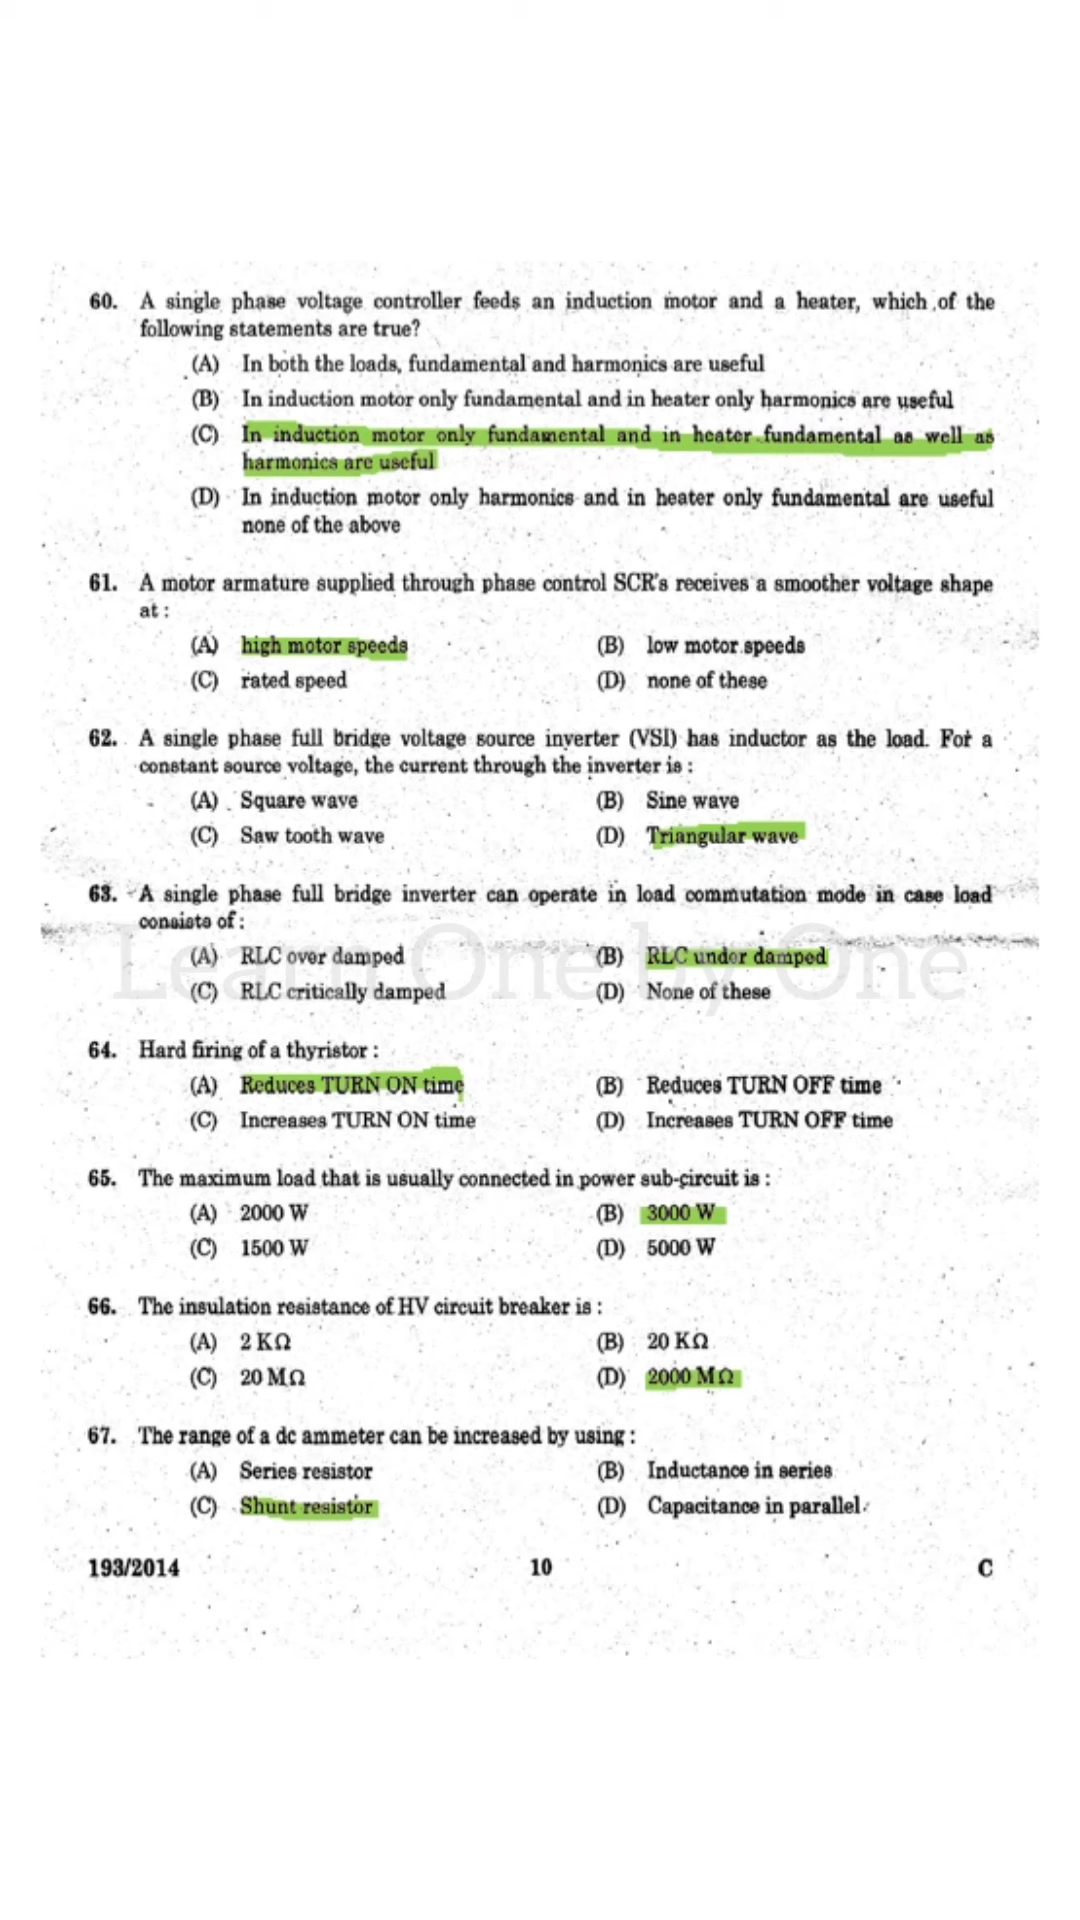 60. A single phase voltage controller feeds an induction motor and a heater, which of the
following statements are true?
(A) In both the loads, fundamental and harmonics are useful
(B) In induction motor only fundamental and in heater only harmonics are useful
(C) In induction motor only fundamental and in heater fundamental as well as
harmonics are useful
(D) In induction motor only harmonics and in heater only fundamental are useful
none of the above
61. A motor armature supplied through phase control SCR's receives a smoother voltage shape
at :
(A) high motor speeds (B) low motor speeds
(C) rated speed (D) none of these
62. A single phase full bridge voltage source inverter (VSI) has inductor as the load. For a
constant source voltage, the current through the inverter is :
(A) Square wave (B) Sine wave
(C) Saw tooth wave (D) Triangular wave
63. A single phase full bridge inverter can operate in load commutation mode in case load
consists of :
Learn One by One
(A) RLC over damped (B) RLC under damped
(C) RLC critically damped (D) None of these
64. Hard firing of a thyristor :
(A) Reduces TURN ON time (B) Reduces TURN OFF time
(C) Increases TURN ON time (D) Increases TURN OFF time
65. The maximum load that is usually connected in power sub-circuit is :
(A) 2000 W (B) 3000 W
(C) 1500 W (D) 5000 W
66. The insulation resistance of HV circuit breaker is :
(A) 2 KΩ (B) 20 KΩ
(C) 20 MΩ (D) 2000 MΩ
67. The range of a dc ammeter can be increased by using :
(A) Series resistor (B) Inductance in series
(C) Shunt resistor (D) Capacitance in parallel
193/2014 10 C